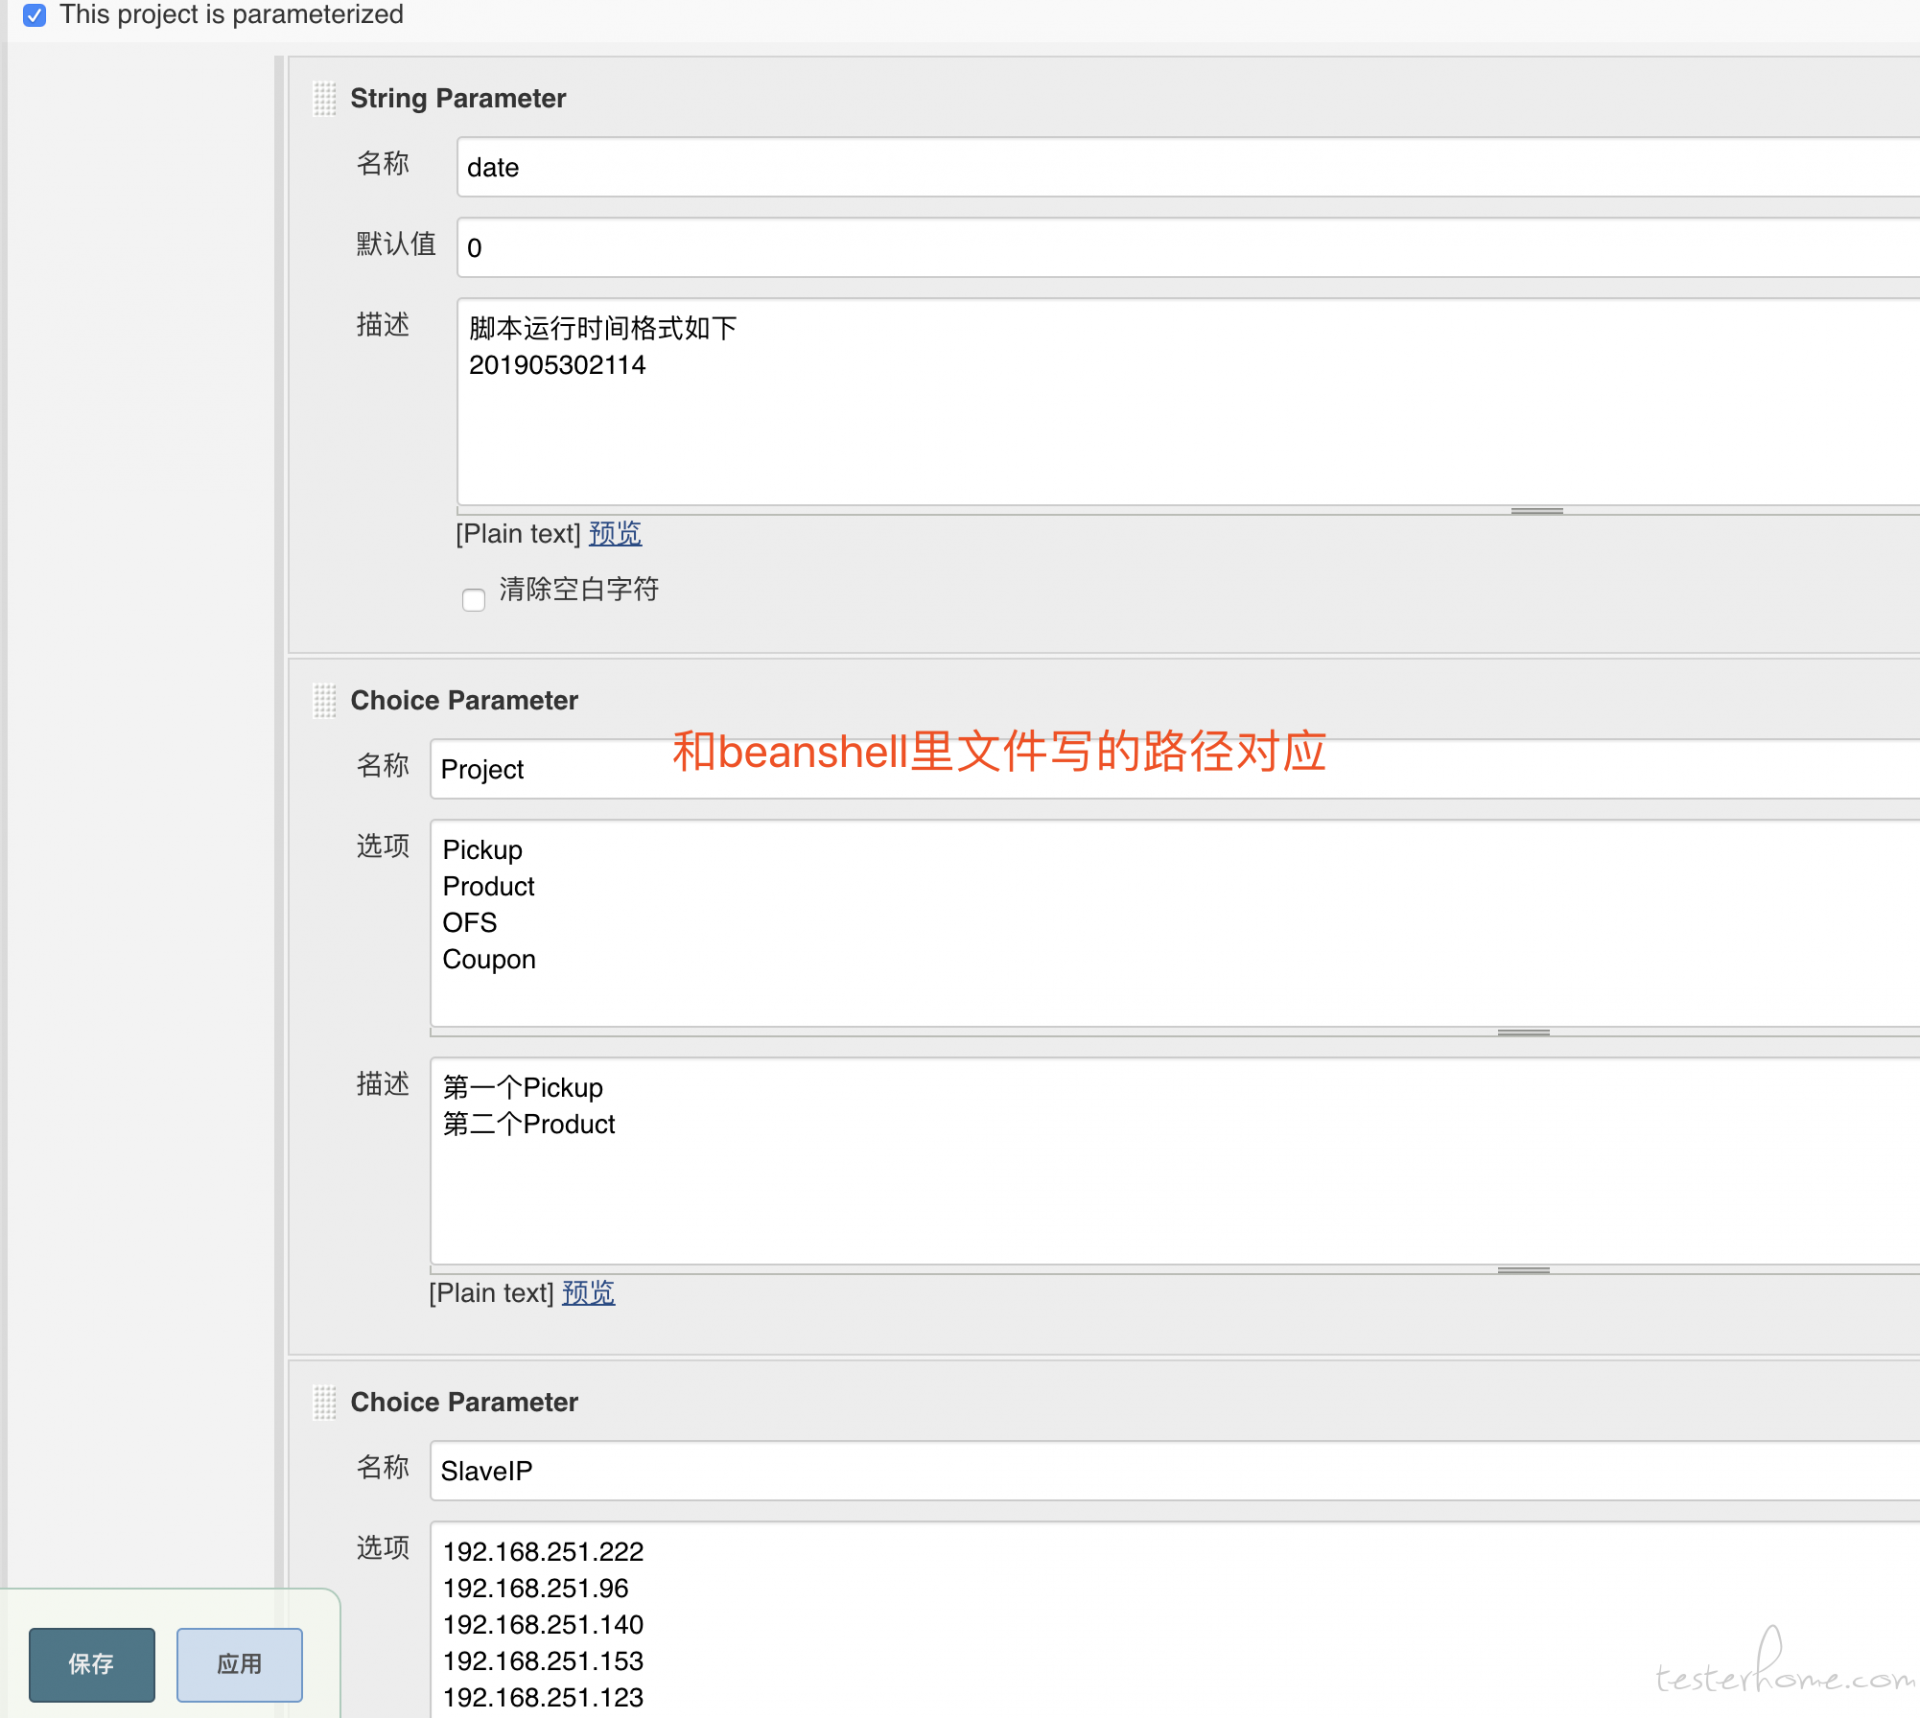 This project is parameterized
String Parameter
名称
date
默认值
0
描述
脚本运行时间格式如下
201905302114
[Plain text] 预览
清除空白字符
Choice Parameter
和beanshell里文件写的路径对应
名称
Project
选项
Pickup
Product
OFS
Coupon
描述
第一个Pickup
第二个Product
[Plain text] 预览
Choice Parameter
名称
SlaveIP
选项
192.168.251.222
192.168.251.96
192.168.251.140
192.168.251.153
192.168.251.123
保存
应用
testerhome.com